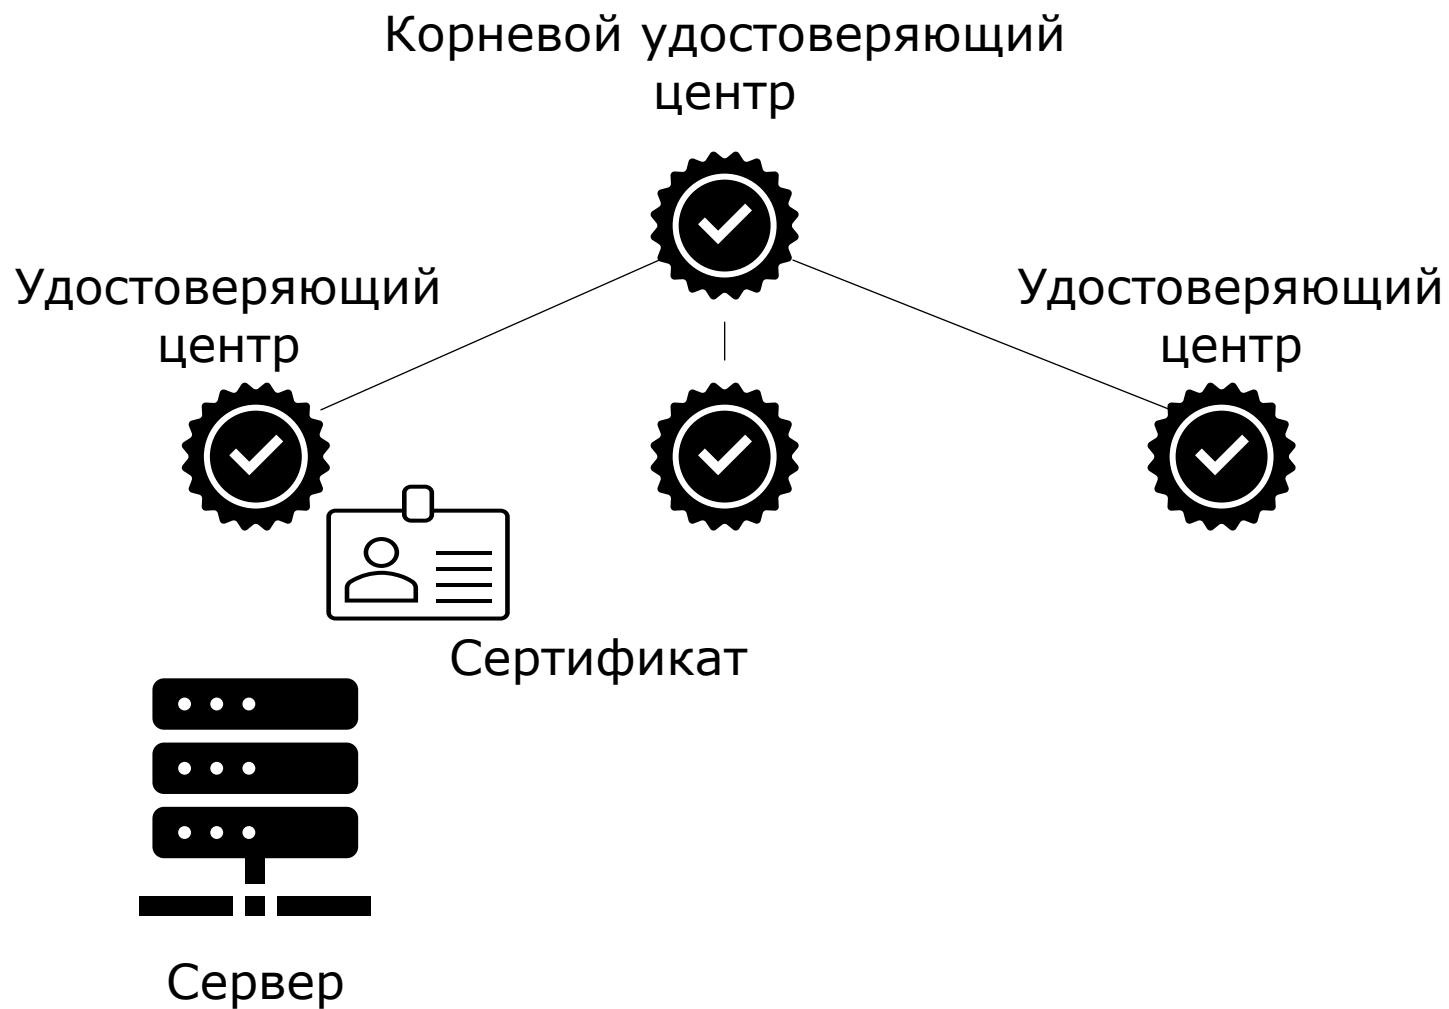 Корневой удостоверяющий
центр
Удостоверяющий
центр
Удостоверяющий
центр
Сертификат
Сервер